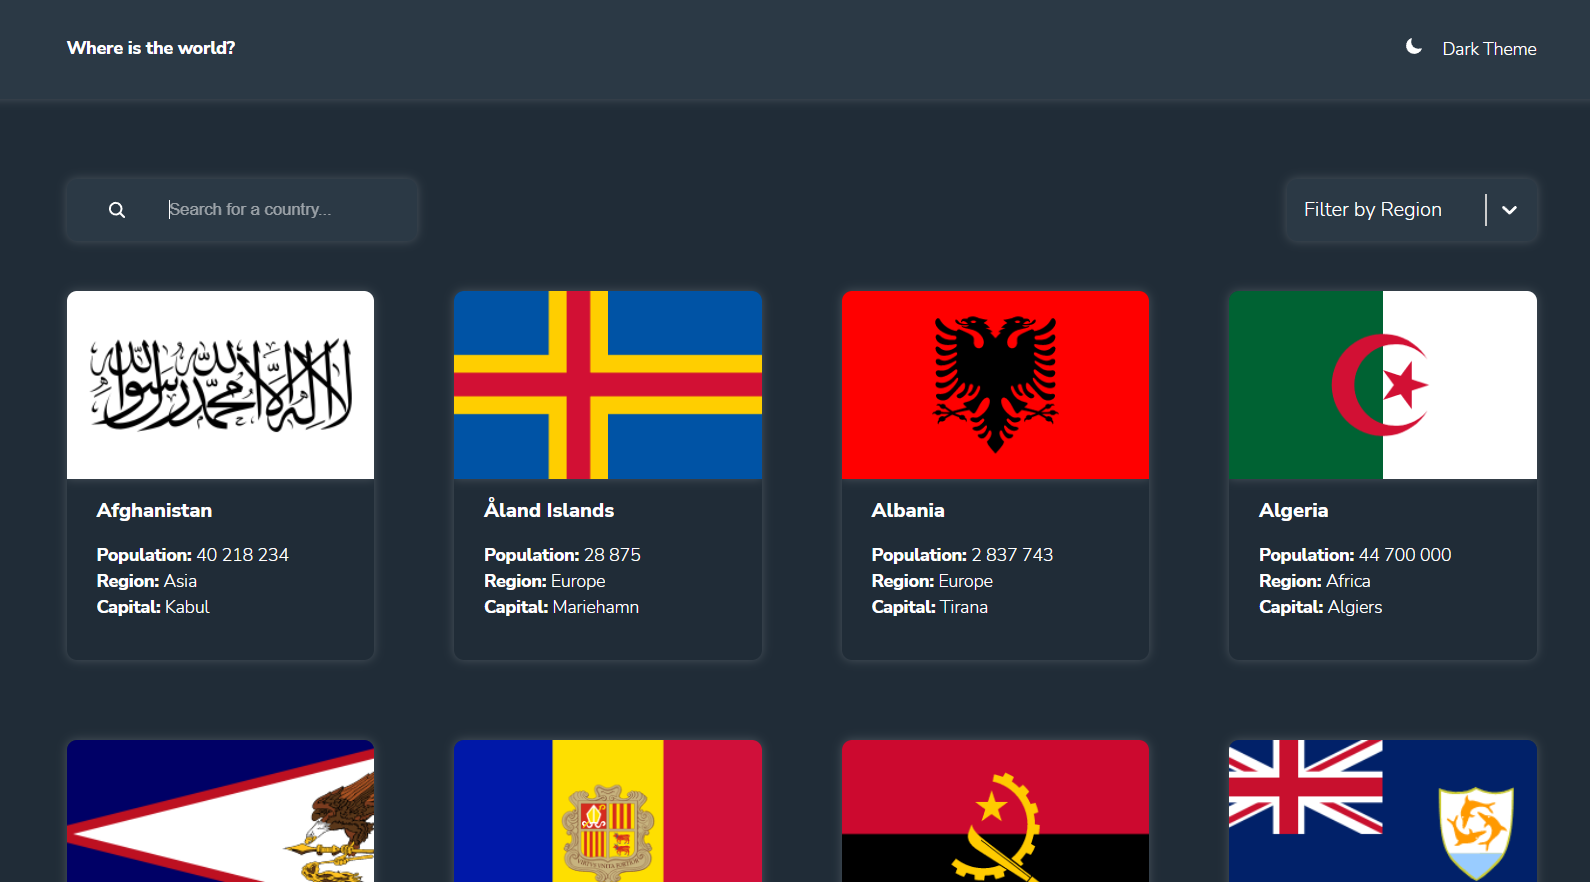 Where is the world?
Dark Theme
Search for a country...
Filter by Region
لا إله إلا الله محمد رسول الله
Afghanistan
Population: 40 218 234
Region: Asia
Capital: Kabul
Åland Islands
Population: 28 875
Region: Europe
Capital: Mariehamn
Albania
Population: 2 837 743
Region: Europe
Capital: Tirana
Algeria
Population: 44 700 000
Region: Africa
Capital: Algiers